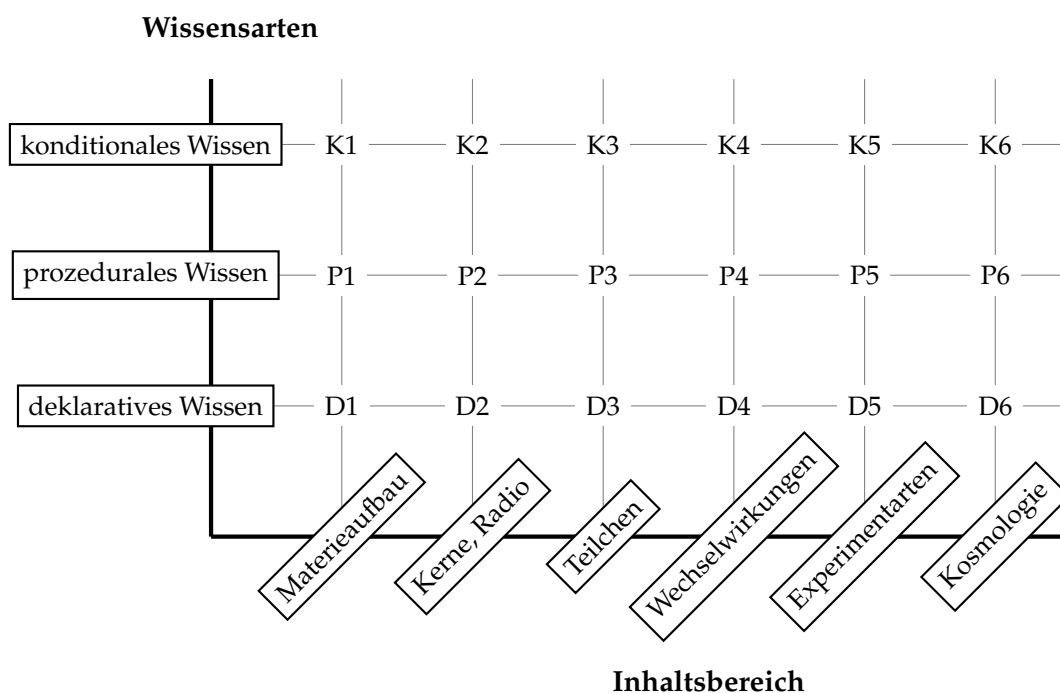 Wissensarten
konditionales Wissen K1 K2 K3 K4 K5 K6
prozedurales Wissen P1 P2 P3 P4 P5 P6
deklaratives Wissen D1 D2 D3 D4 D5 D6
Materieaufbau
Kerne, Radio
Teilchen
Wechselwirkungen
Experimentarten
Kosmologie
Inhaltsbereich